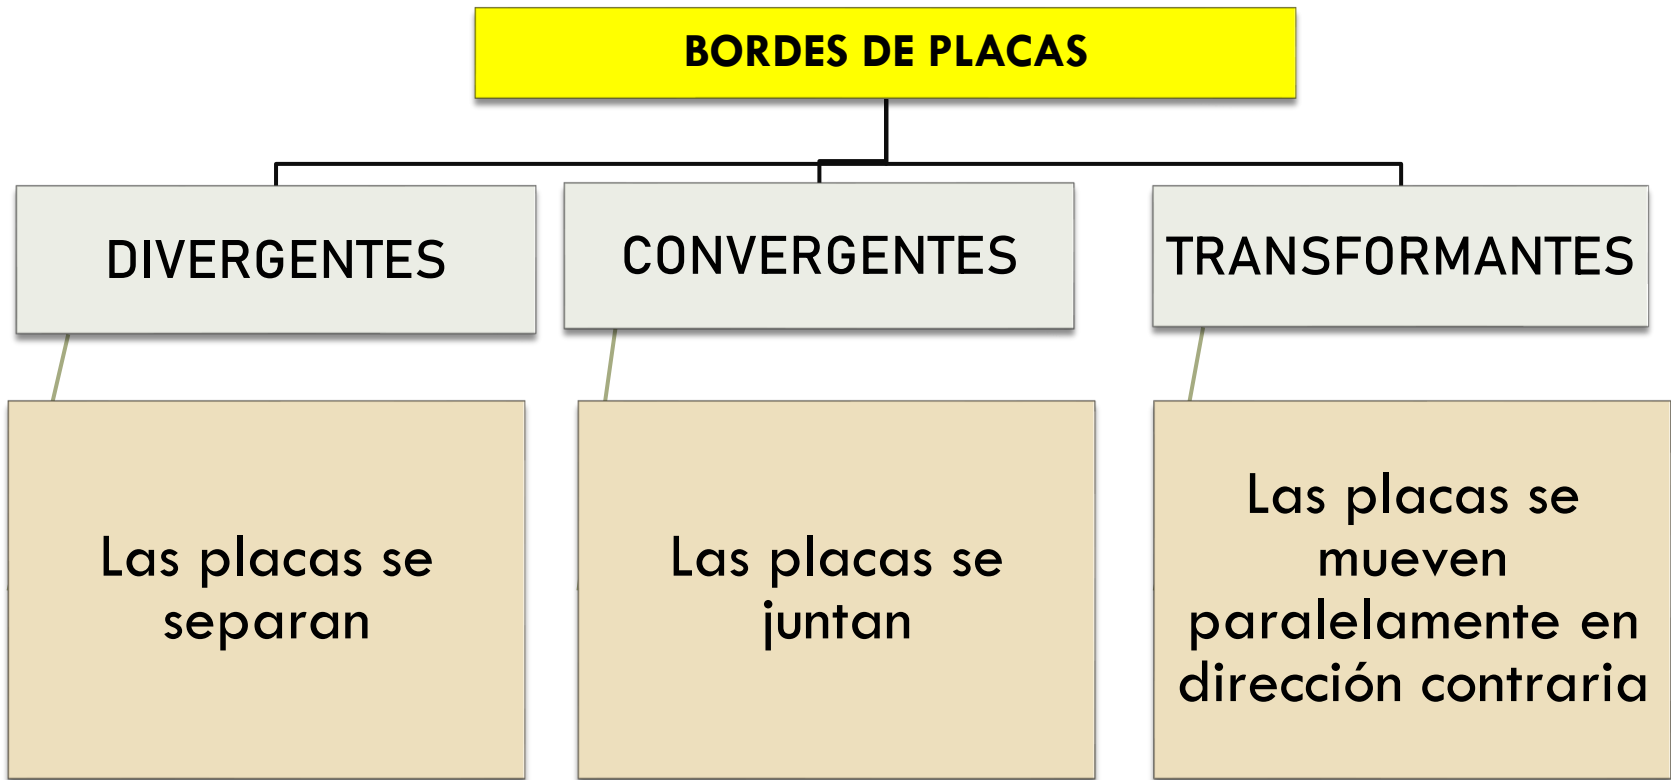 BORDES DE PLACAS
DIVERGENTES
CONVERGENTES
TRANSFORMANTES
Las placas se
separan
Las placas se
juntan
Las placas se
mueven
paralelamente en
dirección contraria